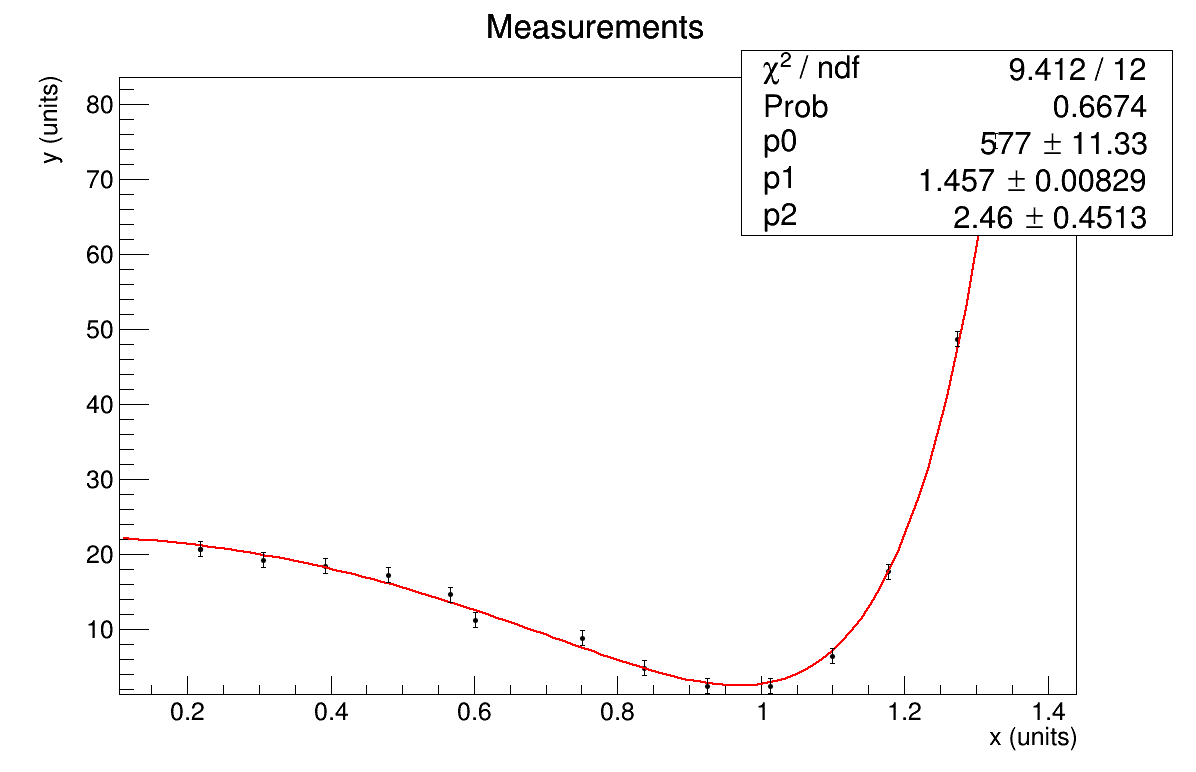 Measurements
χ² / ndf 9.412 / 12
Prob 0.6674
p0 577 ± 11.33
p1 1.457 ± 0.00829
p2 2.46 ± 0.4513
y (units)
80
70
60
50
40
30
20
10
0.2 0.4 0.6 0.8 1 1.2 1.4
x (units)